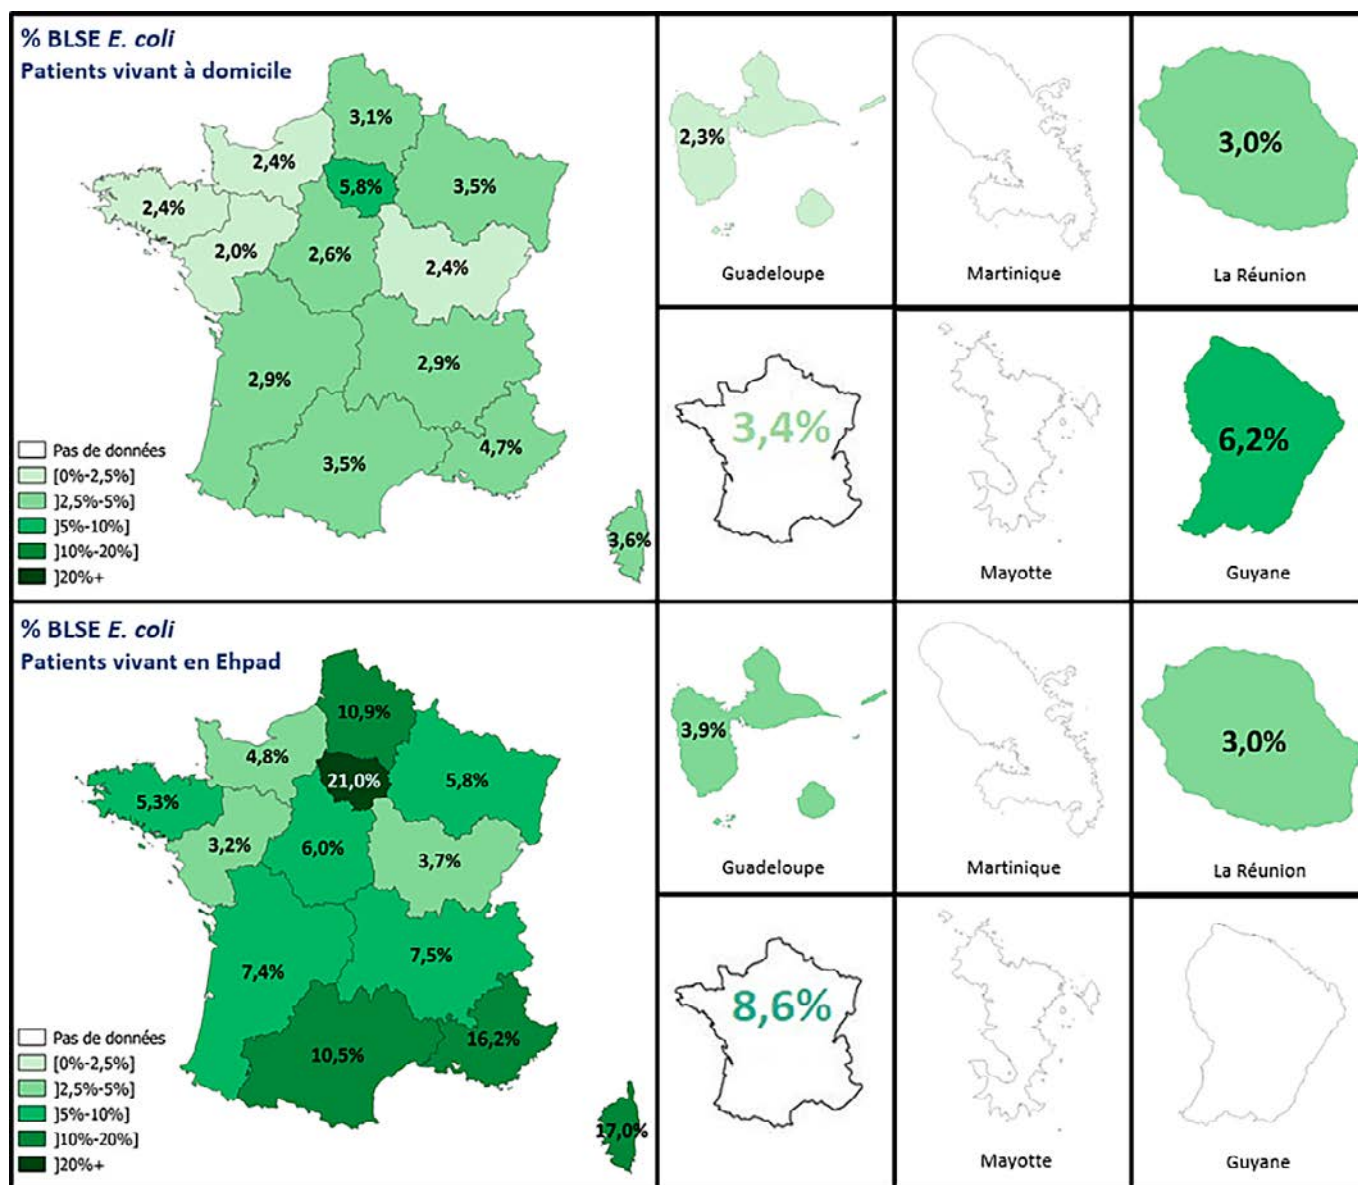 % BLSE E. coli
Patients vivant à domicile
3,1%
2,4%
5,8%
3,5%
2,4%
2,0%
2,6%
2,4%
2,9%
2,9%
4,7%
3,5%
3,6%
Pas de données
[0%-2,5%]
]2,5%-5%]
]5%-10%]
]10%-20%]
]20%+
2,3%
Guadeloupe
Martinique
3,0%
La Réunion
3,4%
Mayotte
6,2%
Guyane
% BLSE E. coli
Patients vivant en Ehpad
10,9%
4,8%
21,0%
5,8%
5,3%
3,2%
6,0%
3,7%
7,4%
7,5%
16,2%
10,5%
17,0%
Pas de données
[0%-2,5%]
]2,5%-5%]
]5%-10%]
]10%-20%]
]20%+
3,9%
Guadeloupe
Martinique
3,0%
La Réunion
8,6%
Mayotte
Guyane